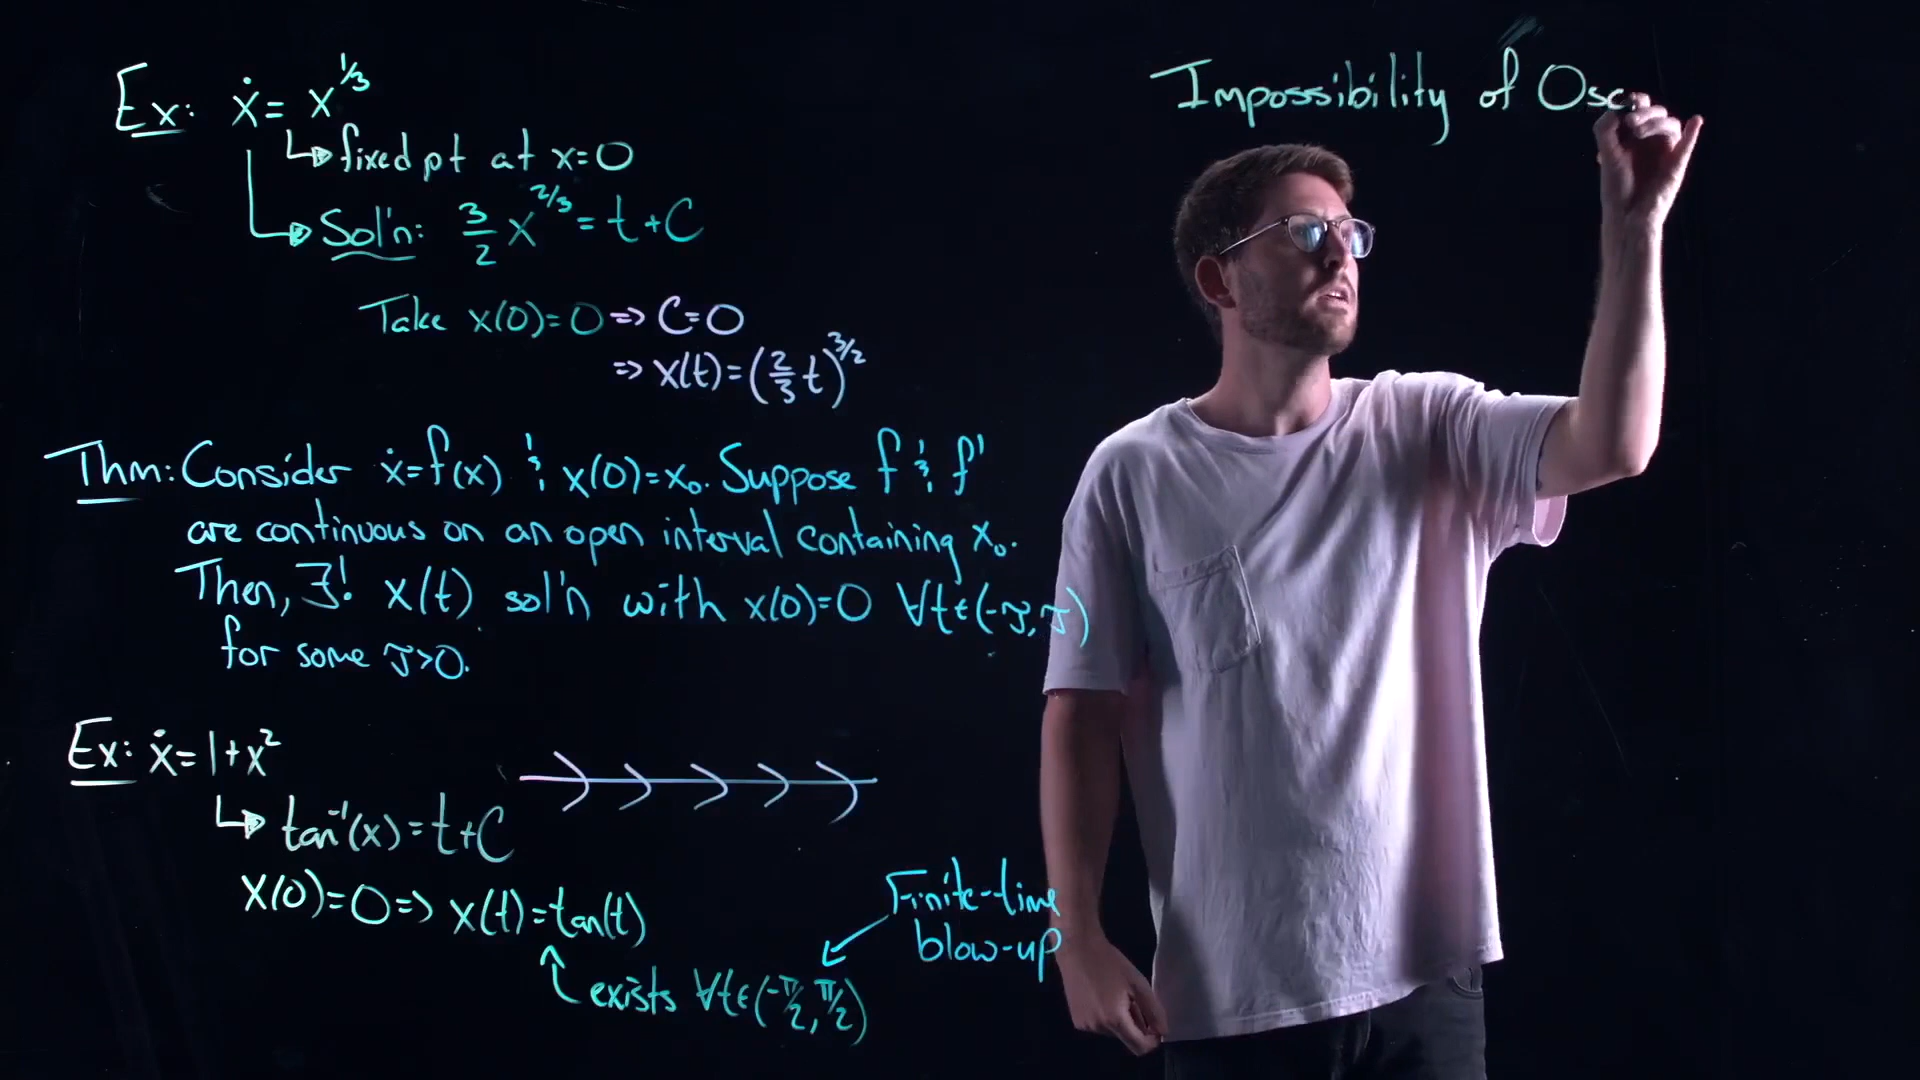 Ex: ẋ = x^{1/3}
↳ fixed pt at x=0
↳ Sol'n: 3/2 x^{2/3} = t + C
Take x(0)=0 => C=0
=> x(t) = (2/3 t)^{3/2}
Thm: Consider ẋ=f(x) & x(0)=x₀. Suppose f & f'
are continuous on an open interval containing x₀.
Then, ∃! x(t) sol'n with x(0)=0 ∀t∈(-τ, τ)
for some τ>0.
Ex: ẋ = 1+x²
↳ tan⁻¹(x) = t+C
x(0)=0 => x(t)=tan(t)
Finite-time
blow-up
exists ∀t∈(-π/2, π/2)
Impossibility of Osc